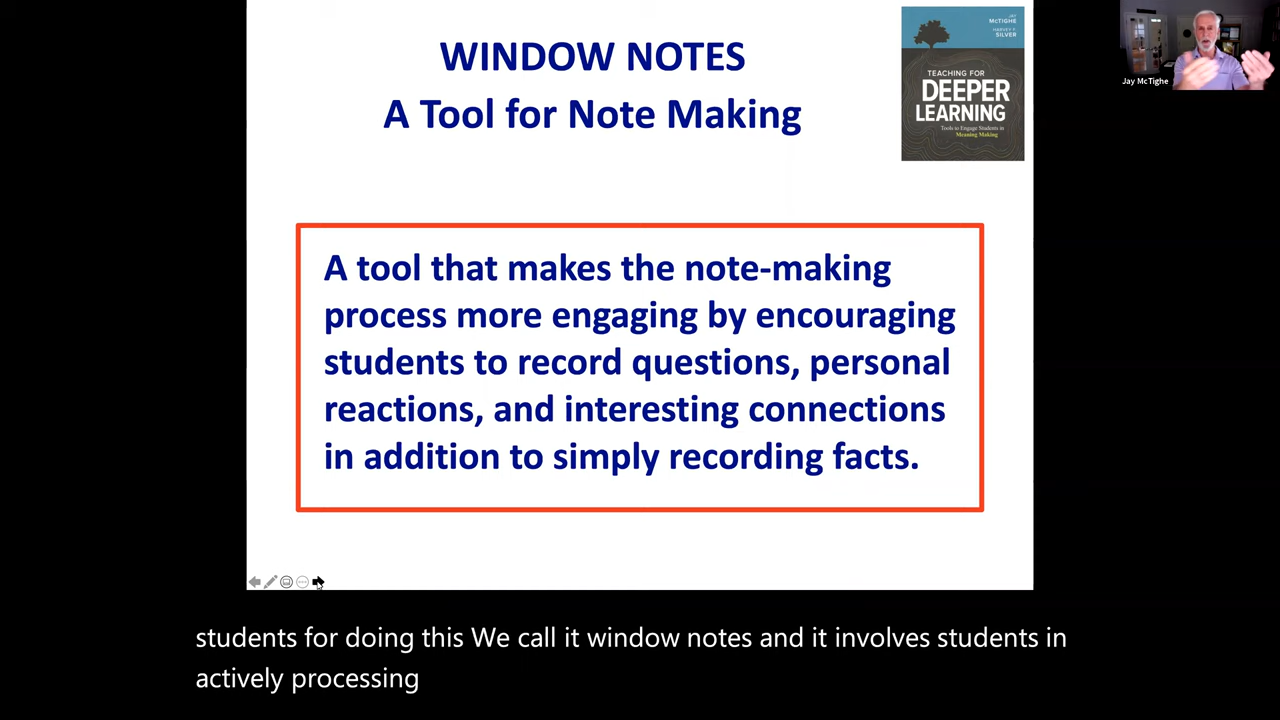 WINDOW NOTES
A Tool for Note Making
JAY
McTIGHE
HARVEY F.
SILVER
TEACHING FOR
DEEPER
LEARNING
Tools to Engage Students in
Meaning Making
Jay McTighe
A tool that makes the note-making
process more engaging by encouraging
students to record questions, personal
reactions, and interesting connections
in addition to simply recording facts.
students for doing this We call it window notes and it involves students in
actively processing